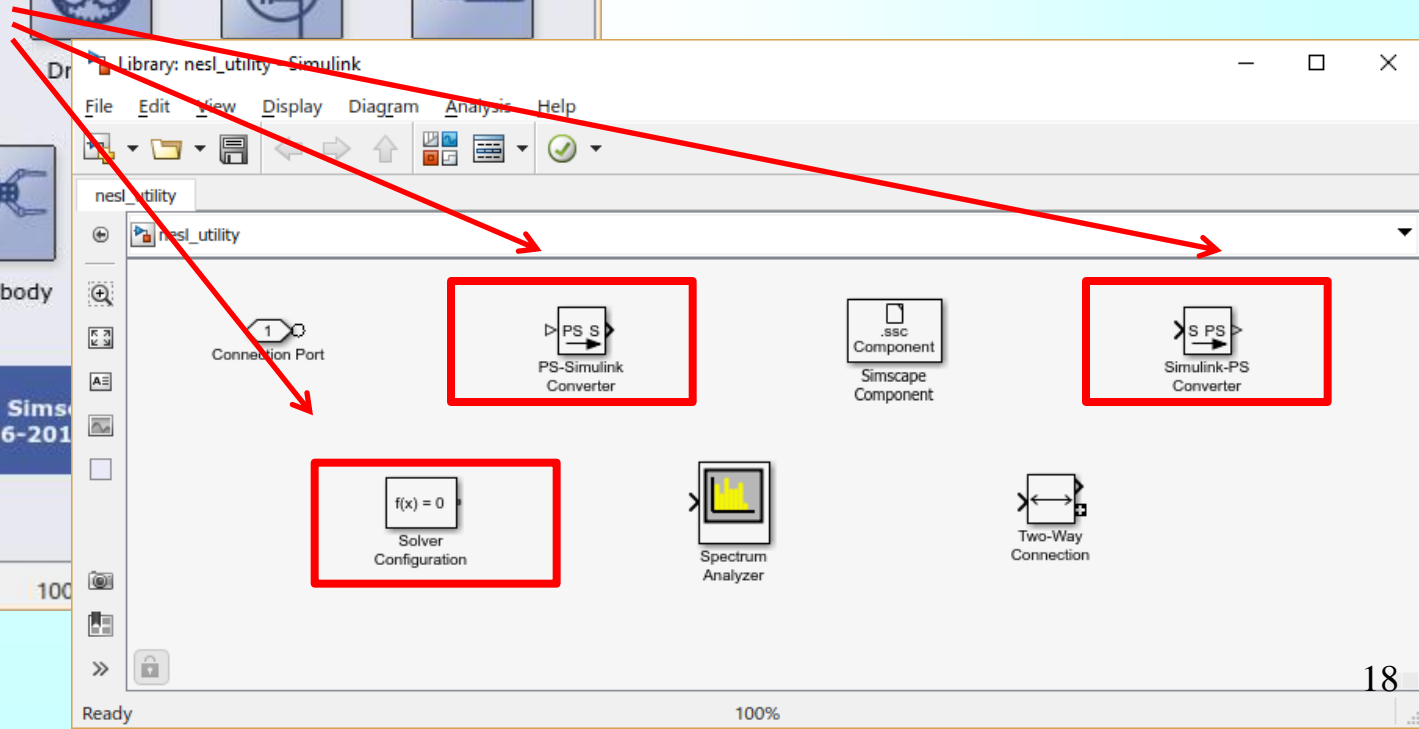 Dr
Library: nesl_utility - Simulink
File Edit View Display Diagram Analysis Help
nesl_utility
nesl_utility
body
Sims
6-201
100
1
Connection Port
PS S
PS-Simulink
Converter
.ssc
Component
Simscape
Component
S PS
Simulink-PS
Converter
f(x) = 0
Solver
Configuration
Spectrum
Analyzer
Two-Way
Connection
18
Ready 100%